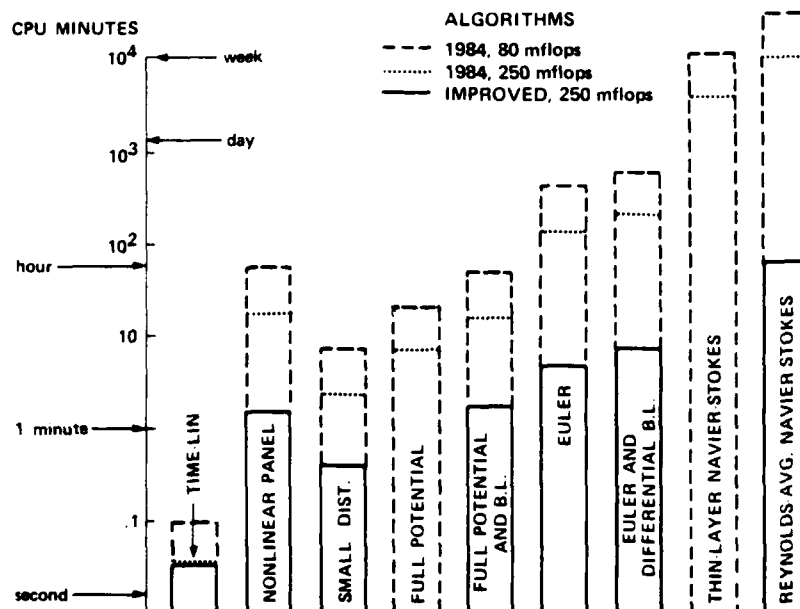 CPU MINUTES
ALGORITHMS
1984, 80 mflops
1984, 250 mflops
IMPROVED, 250 mflops
10⁴
week
day
10³
10²
hour
10
1 minute
.1
second
TIME-LIN
NONLINEAR PANEL
SMALL DIST.
FULL POTENTIAL
FULL POTENTIAL
AND B.L.
EULER
EULER AND
DIFFERENTIAL B.L.
THIN-LAYER NAVIER-STOKES
REYNOLDS-AVG. NAVIER STOKES